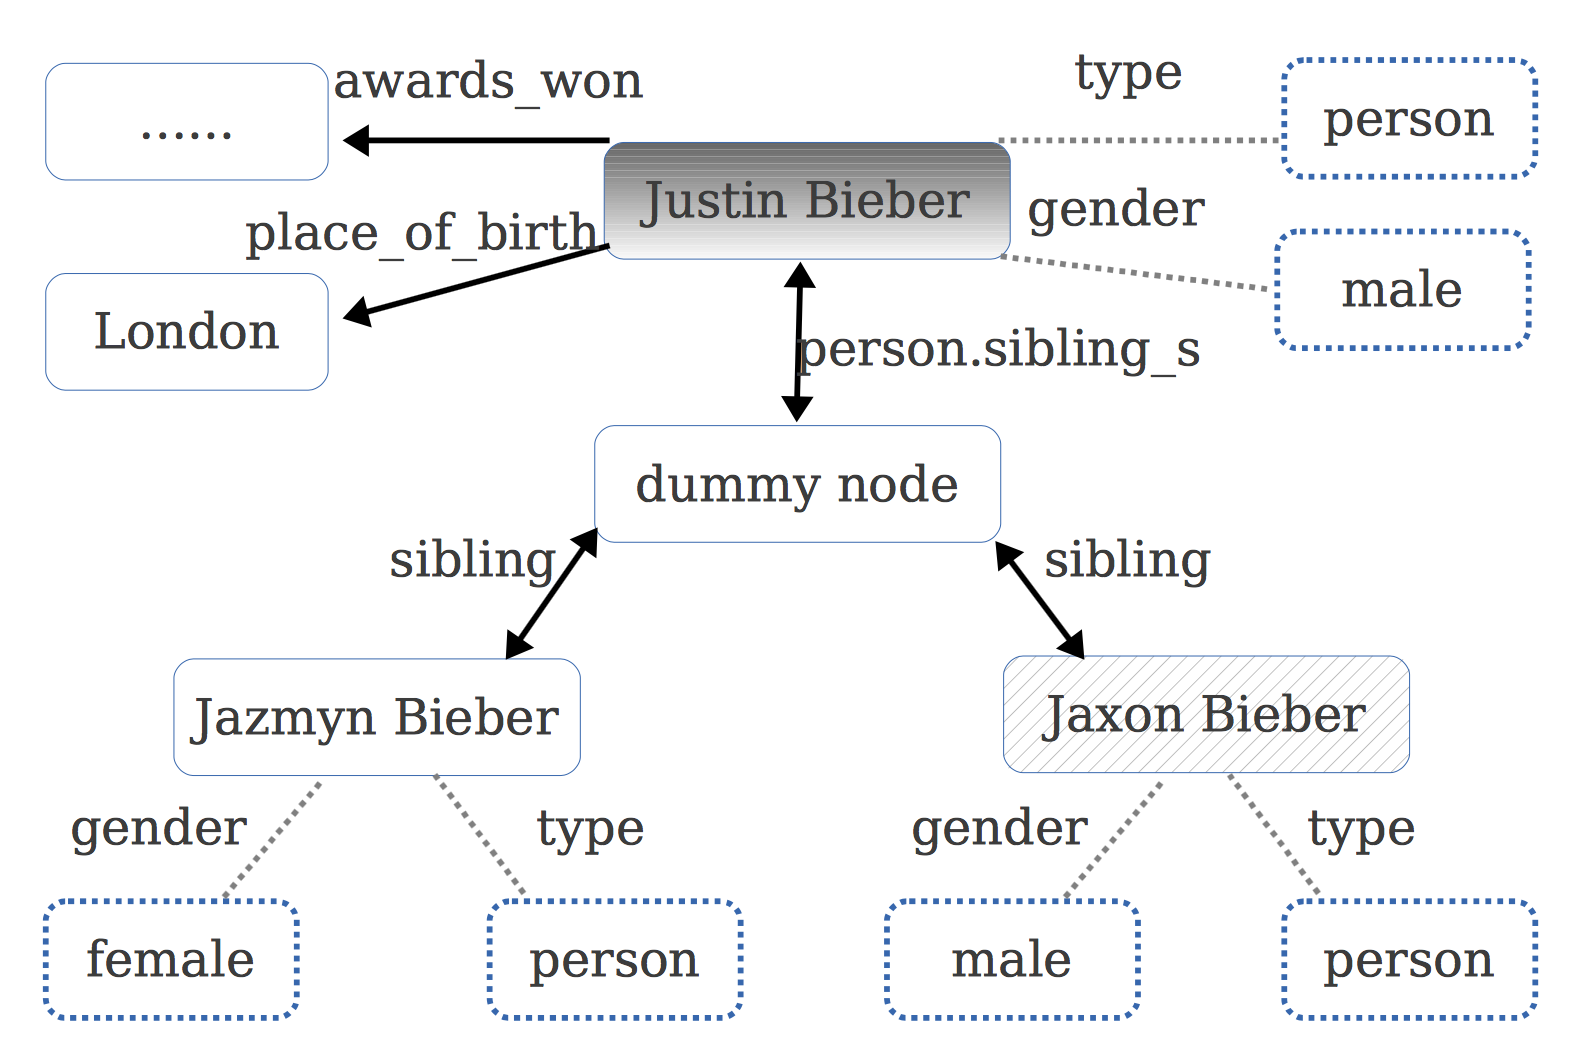 awards_won
type
......
person
Justin Bieber
gender
place_of_birth
male
London
person.sibling_s
dummy node
sibling
sibling
Jazmyn Bieber
Jaxon Bieber
gender
type
gender
type
female
person
male
person